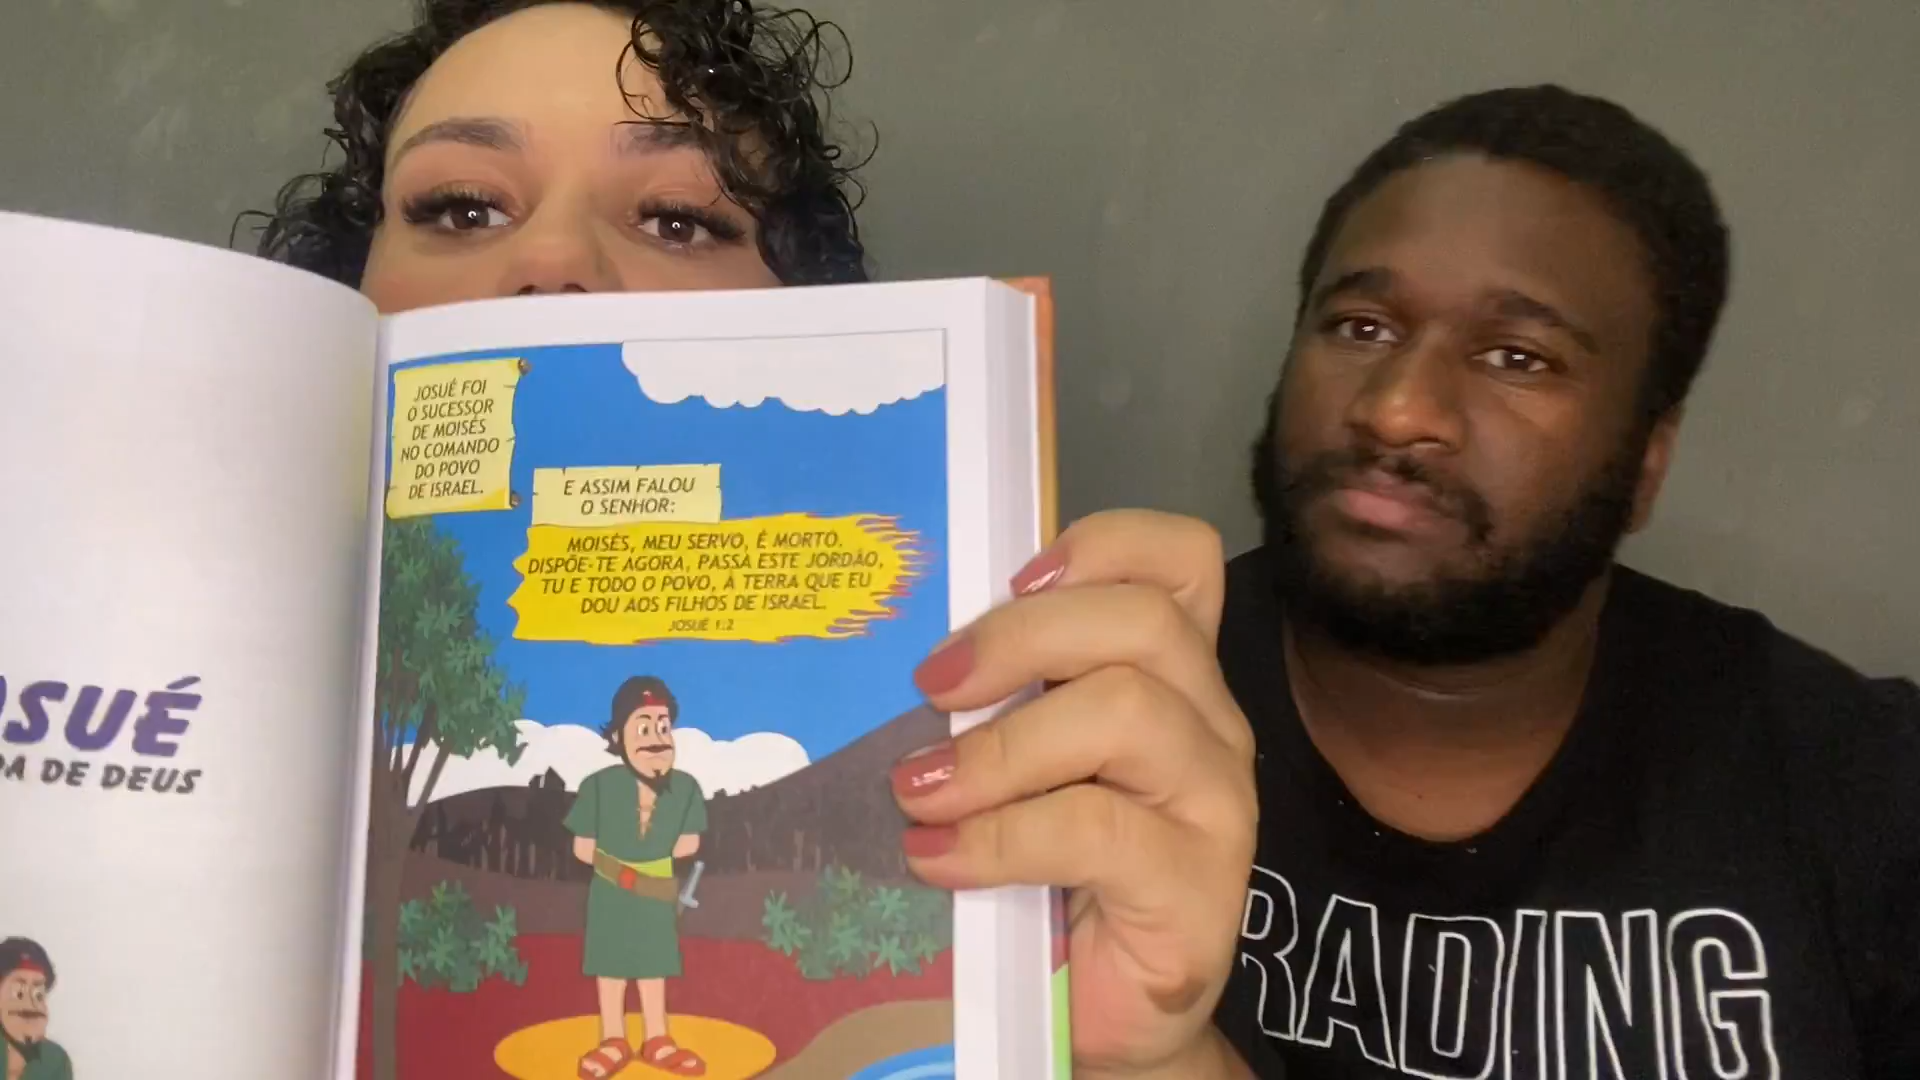 JOSUÉ FOI
O SUCESSOR
DE MOISÉS
NO COMANDO
DO POVO
DE ISRAEL.
E ASSIM FALOU
O SENHOR:
MOISÉS, MEU SERVO, É MORTO.
DISPÕE-TE AGORA, PASSA ESTE JORDÃO,
TU E TODO O POVO, À TERRA QUE EU
DOU AOS FILHOS DE ISRAEL.
JOSUÉ 1:2
OSUÉ
DA DE DEUS
RADING